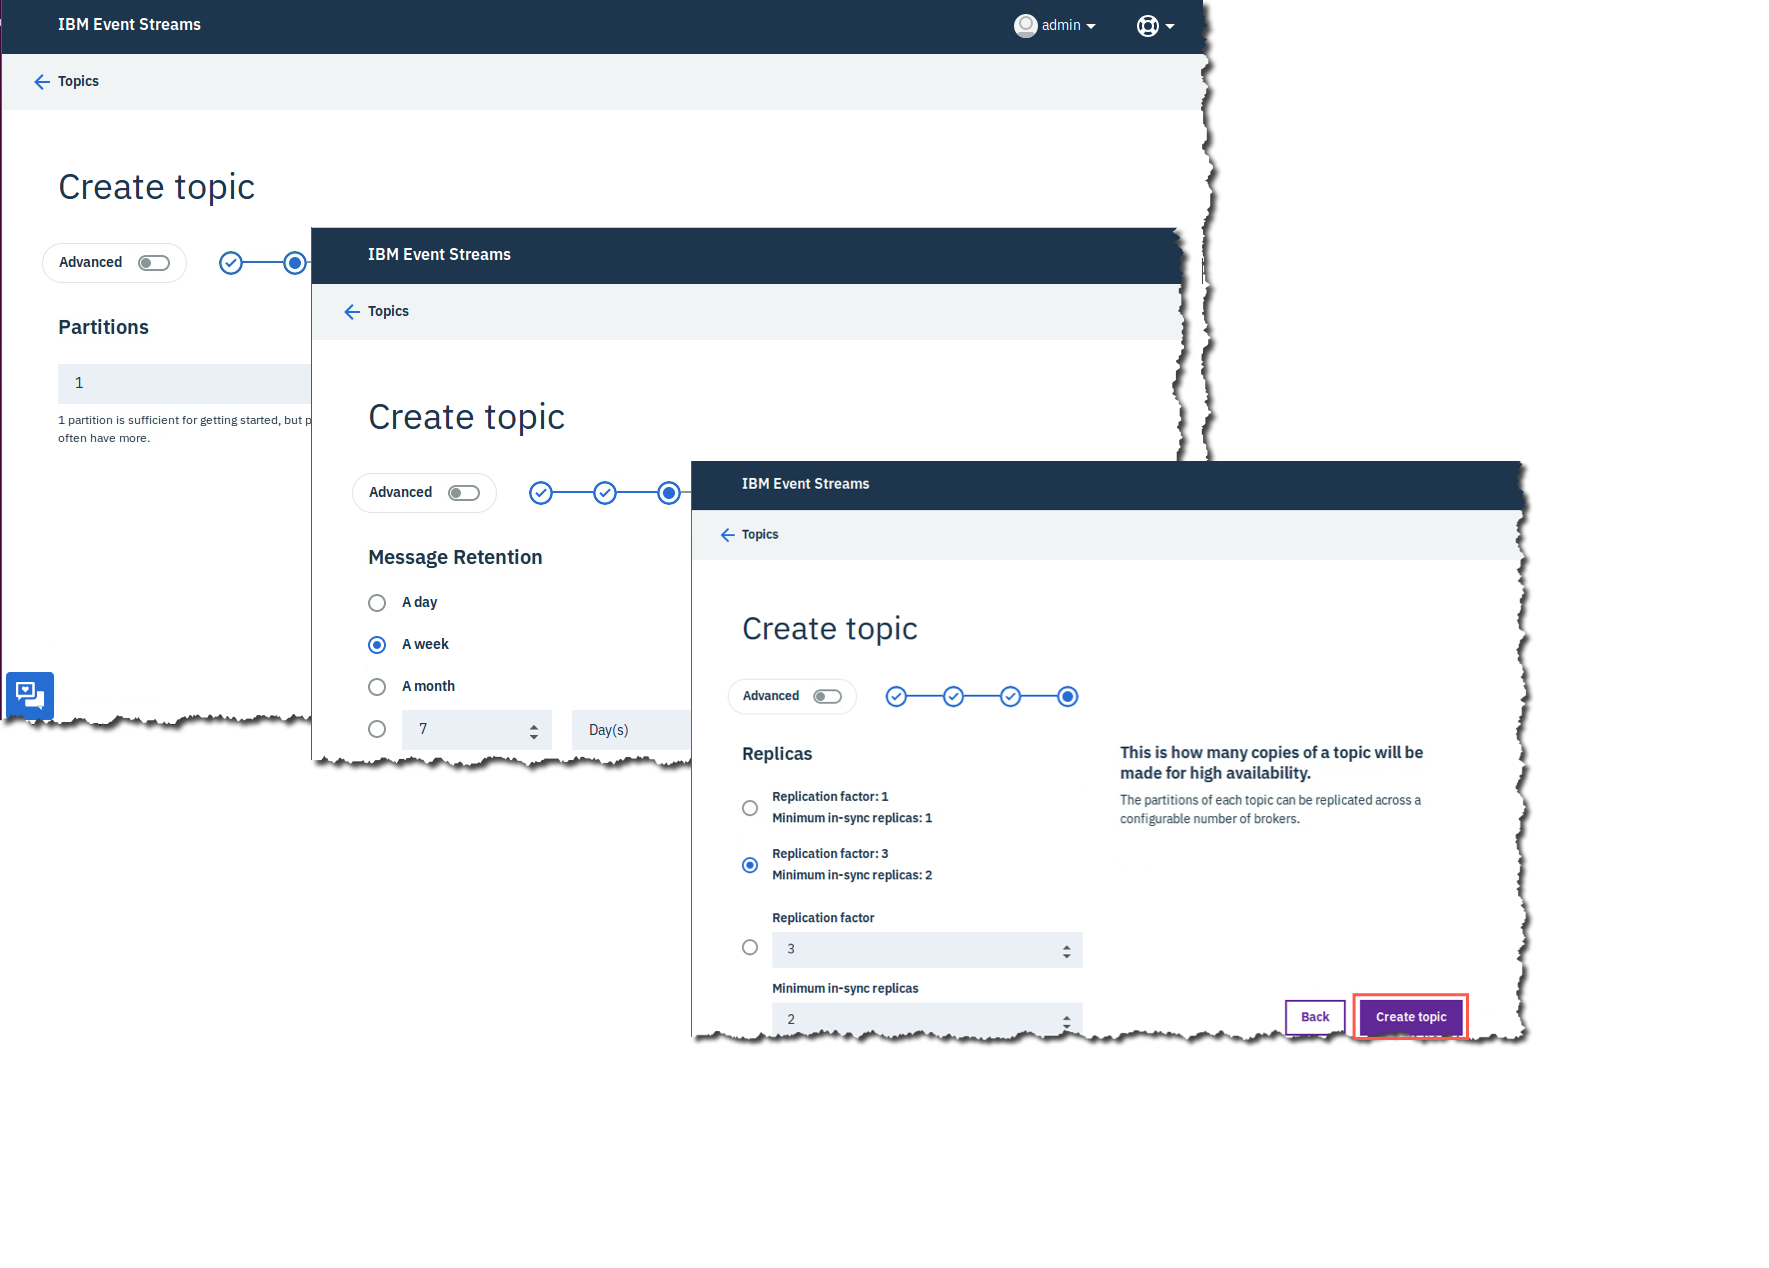 IBM Event Streams
admin
Topics
Create topic
Advanced
Partitions
1
1 partition is sufficient for getting started, but
often have more.
IBM Event Streams
Topics
Create topic
Advanced
Message Retention
A day
A week
A month
7
Day(s)
IBM Event Streams
Topics
Create topic
Advanced
Replicas
Replication factor: 1
Minimum in-sync replicas: 1
Replication factor: 3
Minimum in-sync replicas: 2
Replication factor
3
Minimum in-sync replicas
2
This is how many copies of a topic will be
made for high availability.
The partitions of each topic can be replicated across a
configurable number of brokers.
Back
Create topic